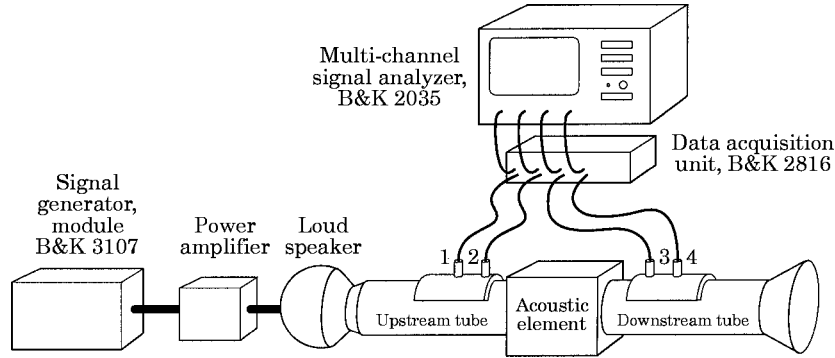 Multi-channel
signal analyzer,
B&K 2035
Data acquisition
unit, B&K 2816
Signal
generator,
module
B&K 3107
Power
amplifier
Loud
speaker
1 2
3 4
Upstream tube
Acoustic
element
Downstream tube